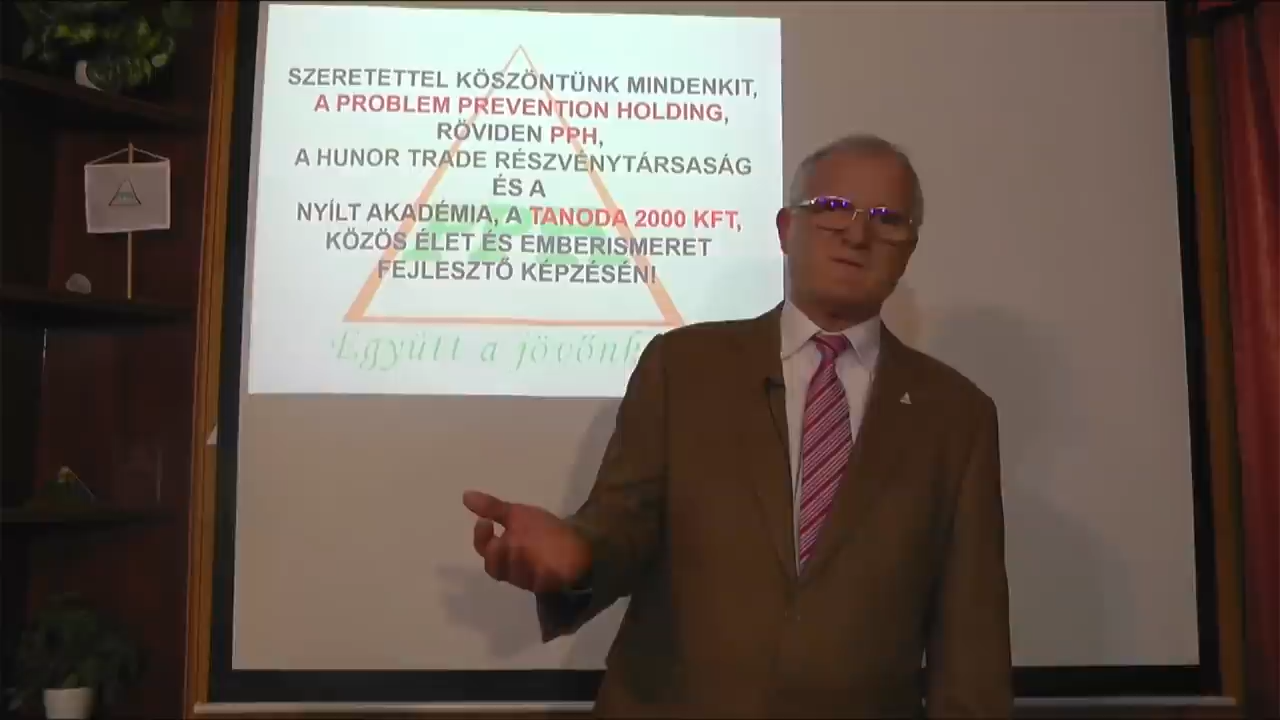 SZERETETTEL KÖSZÖNTÜNK MINDENKIT,
A PROBLEM PREVENTION HOLDING,
RÖVIDEN PPH,
A HUNOR TRADE RÉSZVÉNYTÁRSASÁG
ÉS A
NYÍLT AKADÉMIA, A TANODA 2000 KFT,
KÖZÖS ÉLET ÉS EMBERISMERET
FEJLESZTŐ KÉPZÉSÉN!
Együtt a